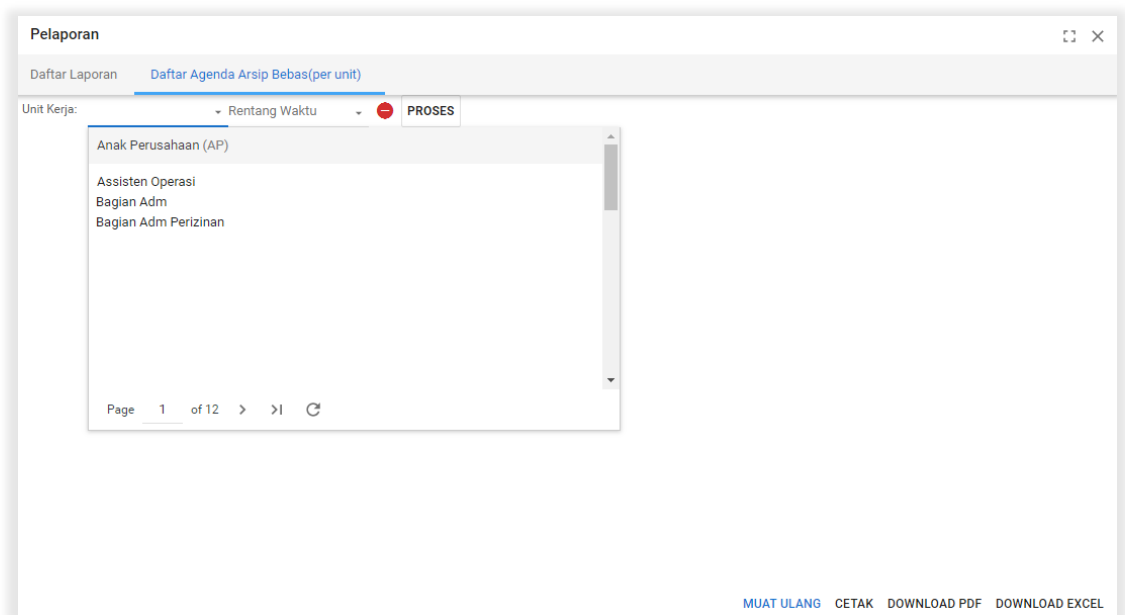 Pelaporan
Daftar Laporan Daftar Agenda Arsip Bebas(per unit)
Unit Kerja: Rentang Waktu PROSES
Anak Perusahaan (AP)
Assisten Operasi
Bagian Adm
Bagian Adm Perizinan
Page 1 of 12
MUAT ULANG CETAK DOWNLOAD PDF DOWNLOAD EXCEL